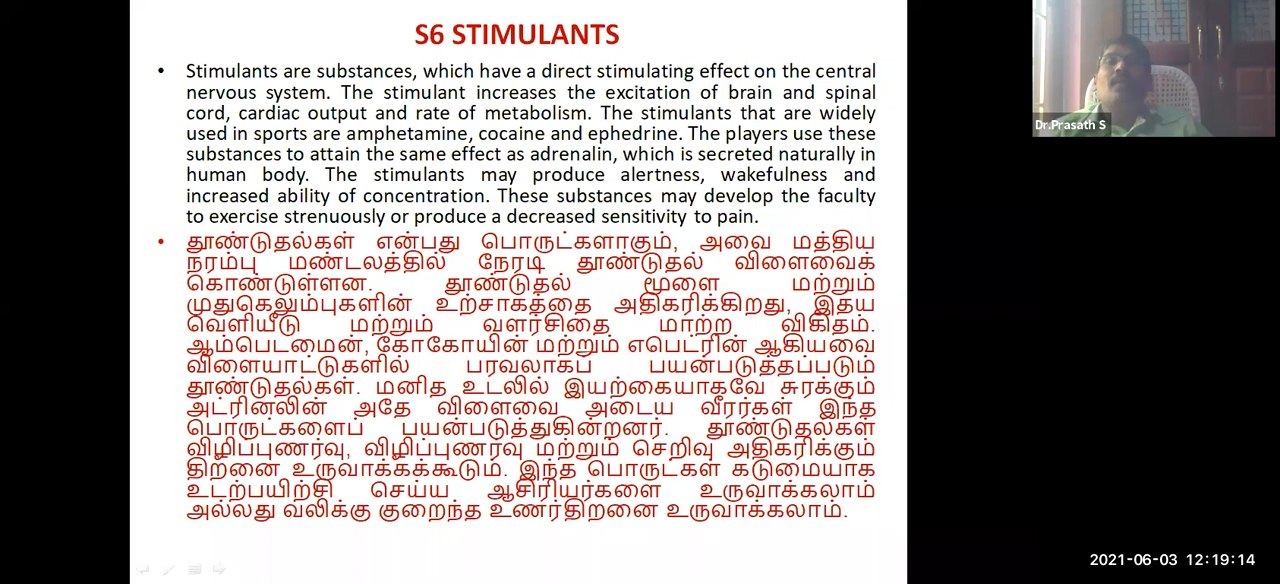 S6 STIMULANTS
• Stimulants are substances, which have a direct stimulating effect on the central
nervous system. The stimulant increases the excitation of brain and spinal
cord, cardiac output and rate of metabolism. The stimulants that are widely
used in sports are amphetamine, cocaine and ephedrine. The players use these
substances to attain the same effect as adrenalin, which is secreted naturally in
human body. The stimulants may produce alertness, wakefulness and
increased ability of concentration. These substances may develop the faculty
to exercise strenuously or produce a decreased sensitivity to pain.
• தூண்டுதல்கள் என்பது பொருட்களாகும், அவை மத்திய
நரம்பு மண்டலத்தில் நேரடி தூண்டுதல் விளைவைக்
கொண்டுள்ளன. தூண்டுதல் மூளை மற்றும்
முதுகெலும்புகளின் உற்சாகத்தை அதிகரிக்கிறது, இதய
வெளியீடு மற்றும் வளர்சிதை மாற்ற விகிதம்.
ஆம்பெடமைன், கோகோயின் மற்றும் எபெட்ரின் ஆகியவை
விளையாட்டுகளில் பரவலாகப் பயன்படுத்தப்படும்
தூண்டுதல்கள். மனித உடலில் இயற்கையாகவே சுரக்கும்
அட்ரினலின் அதே விளைவை அடைய வீரர்கள் இந்த
பொருட்களைப் பயன்படுத்துகின்றனர். தூண்டுதல்கள்
விழிப்புணர்வு, விழிப்புணர்வு மற்றும் செறிவு அதிகரிக்கும்
திறனை உருவாக்கக்கூடும். இந்த பொருட்கள் கடுமையாக
உடற்பயிற்சி செய்ய ஆசிரியர்களை உருவாக்கலாம்
அல்லது வலிக்கு குறைந்த உணர்திறனை உருவாக்கலாம்.
Dr.Prasath S
2021-06-03 12:19:14